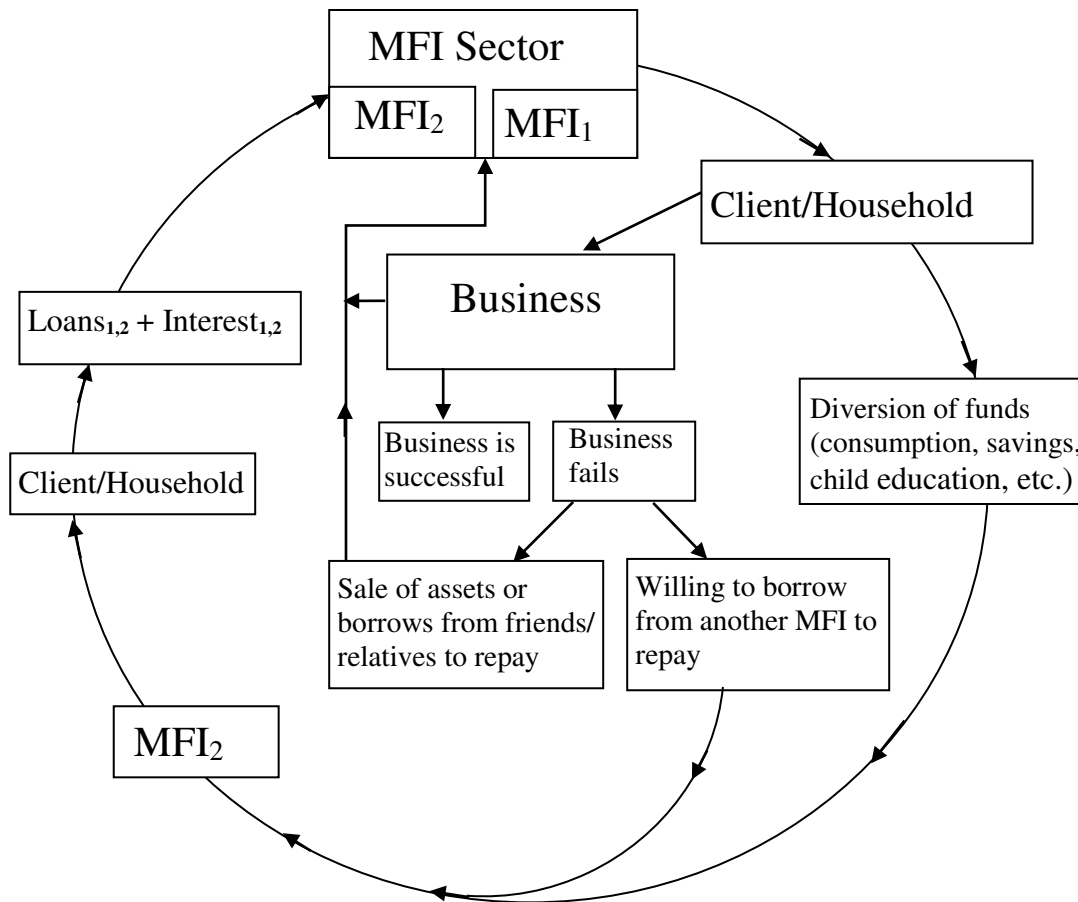 MFI Sector
MFI₂
MFI₁
Client/Household
Business
Loans₁,₂ + Interest₁,₂
Diversion of funds
(consumption, savings,
child education, etc.)
Business is
successful
Business
fails
Client/Household
Sale of assets or
borrows from friends/
relatives to repay
Willing to borrow
from another MFI to
repay
MFI₂